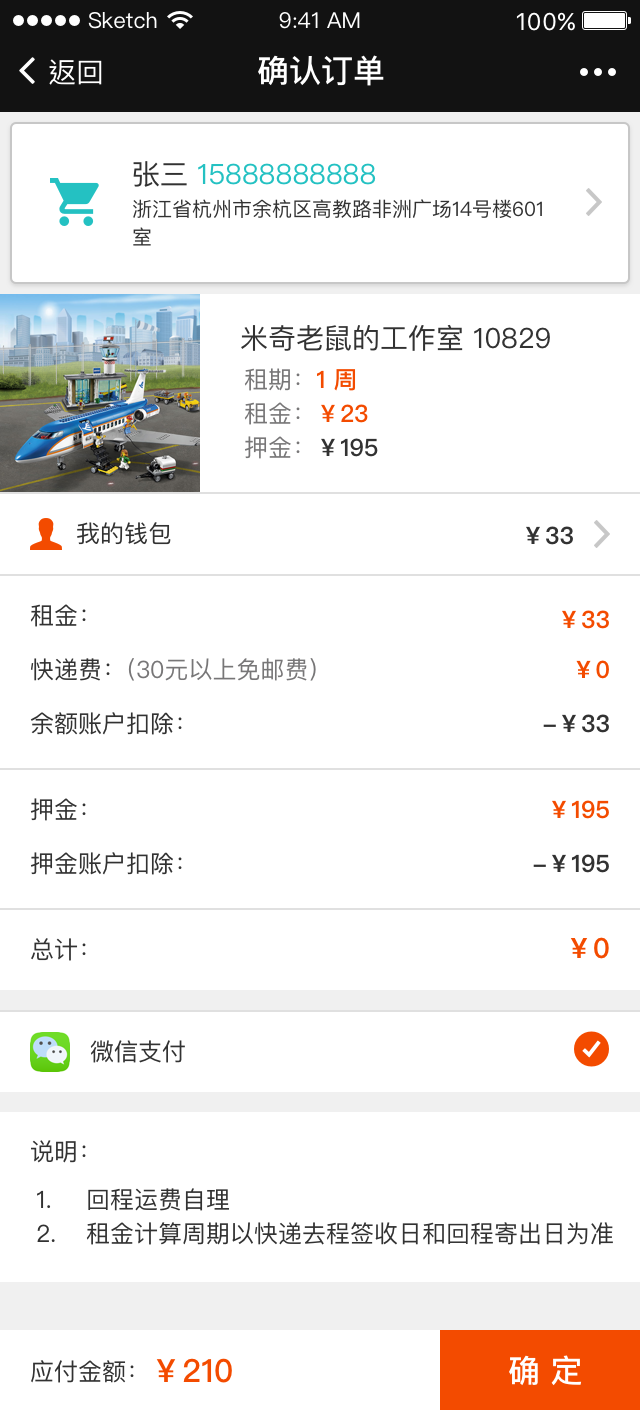 Sketch 9:41 AM 100%
返回 确认订单
张三 15888888888
浙江省杭州市余杭区高教路非洲广场14号楼601
室
米奇老鼠的工作室 10829
租期：1 周
租金：￥23
押金：￥195
我的钱包 ￥33
租金： ￥33
快递费：（30元以上免邮费） ￥0
余额账户扣除： –￥33
押金： ￥195
押金账户扣除： –￥195
总计： ￥0
微信支付
说明：
1. 回程运费自理
2. 租金计算周期以快递去程签收日和回程寄出日为准
应付金额：￥210 确 定